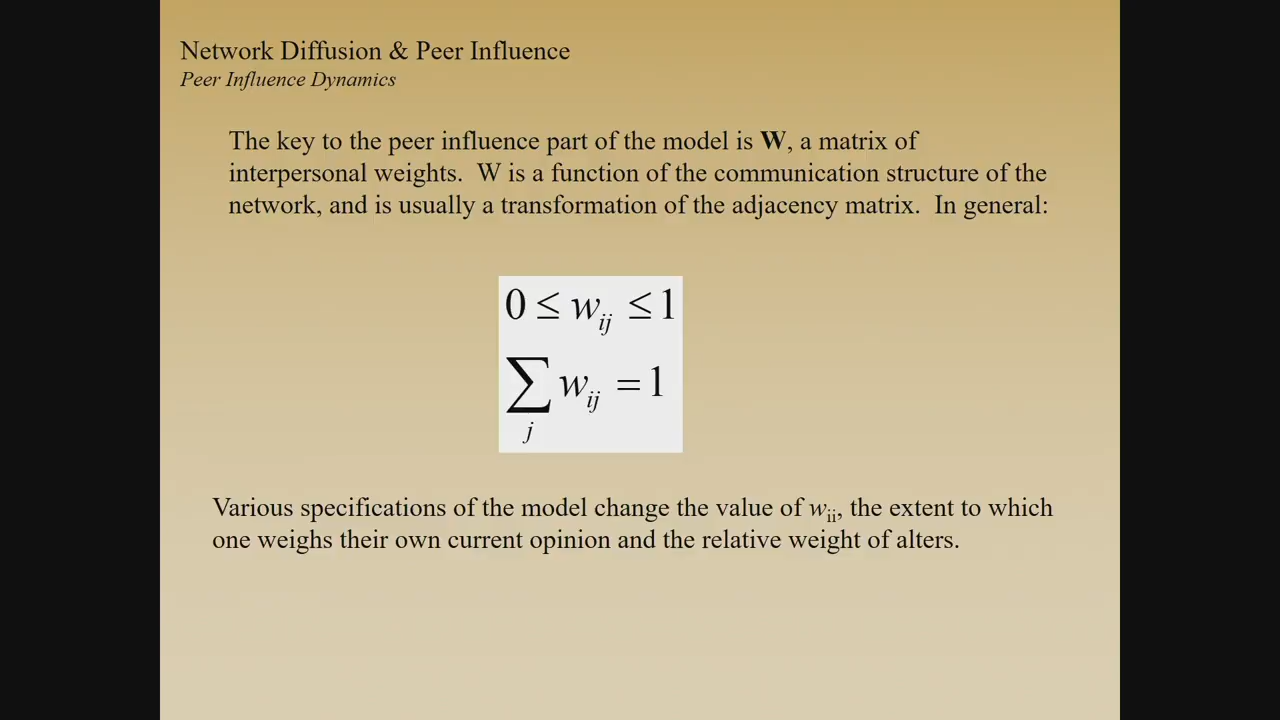 Network Diffusion & Peer Influence
Peer Influence Dynamics
The key to the peer influence part of the model is W, a matrix of
interpersonal weights.  W is a function of the communication structure of the
network, and is usually a transformation of the adjacency matrix.  In general:
0 ≤ w_ij ≤ 1
∑_j w_ij = 1
Various specifications of the model change the value of w_ii, the extent to which
one weighs their own current opinion and the relative weight of alters.